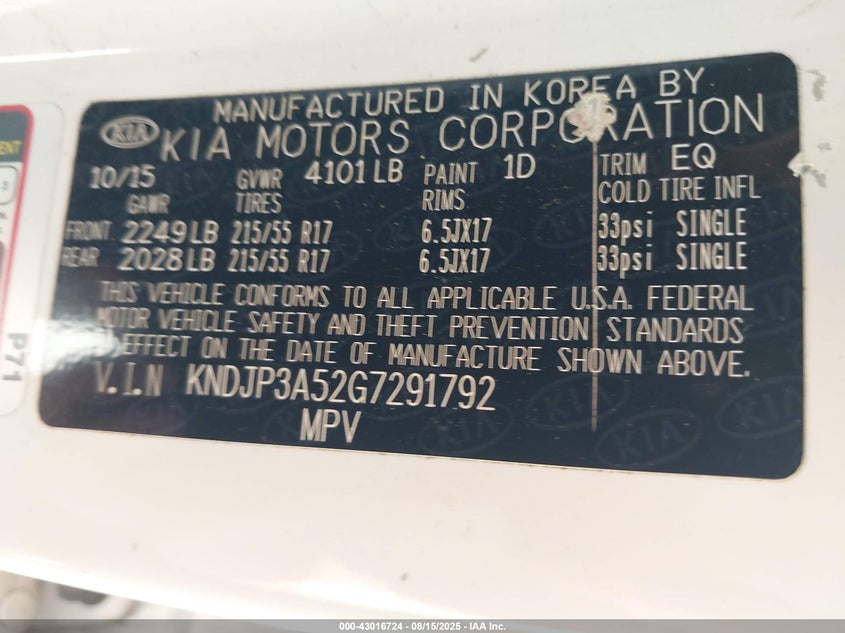 MANUFACTURED IN KOREA BY
KIA KIA MOTORS CORPORATION
10/15 GVWR 4101 LB PAINT 1D TRIM EQ
GAWR TIRES RIMS COLD TIRE INFL
FRONT 2249 LB 215/55 R17 6.5JX17 33psi SINGLE
REAR 2028 LB 215/55 R17 6.5JX17 33psi SINGLE
THIS VEHICLE CONFORMS TO ALL APPLICABLE U.S.A. FEDERAL
MOTOR VEHICLE SAFETY AND THEFT PREVENTION STANDARDS
EFFECT ON THE DATE OF MANUFACTURE SHOWN ABOVE.
V.I.N KNDJP3A52G7291792
MPV
P71
000-43016724 - 08/15/2025 - IAA Inc.